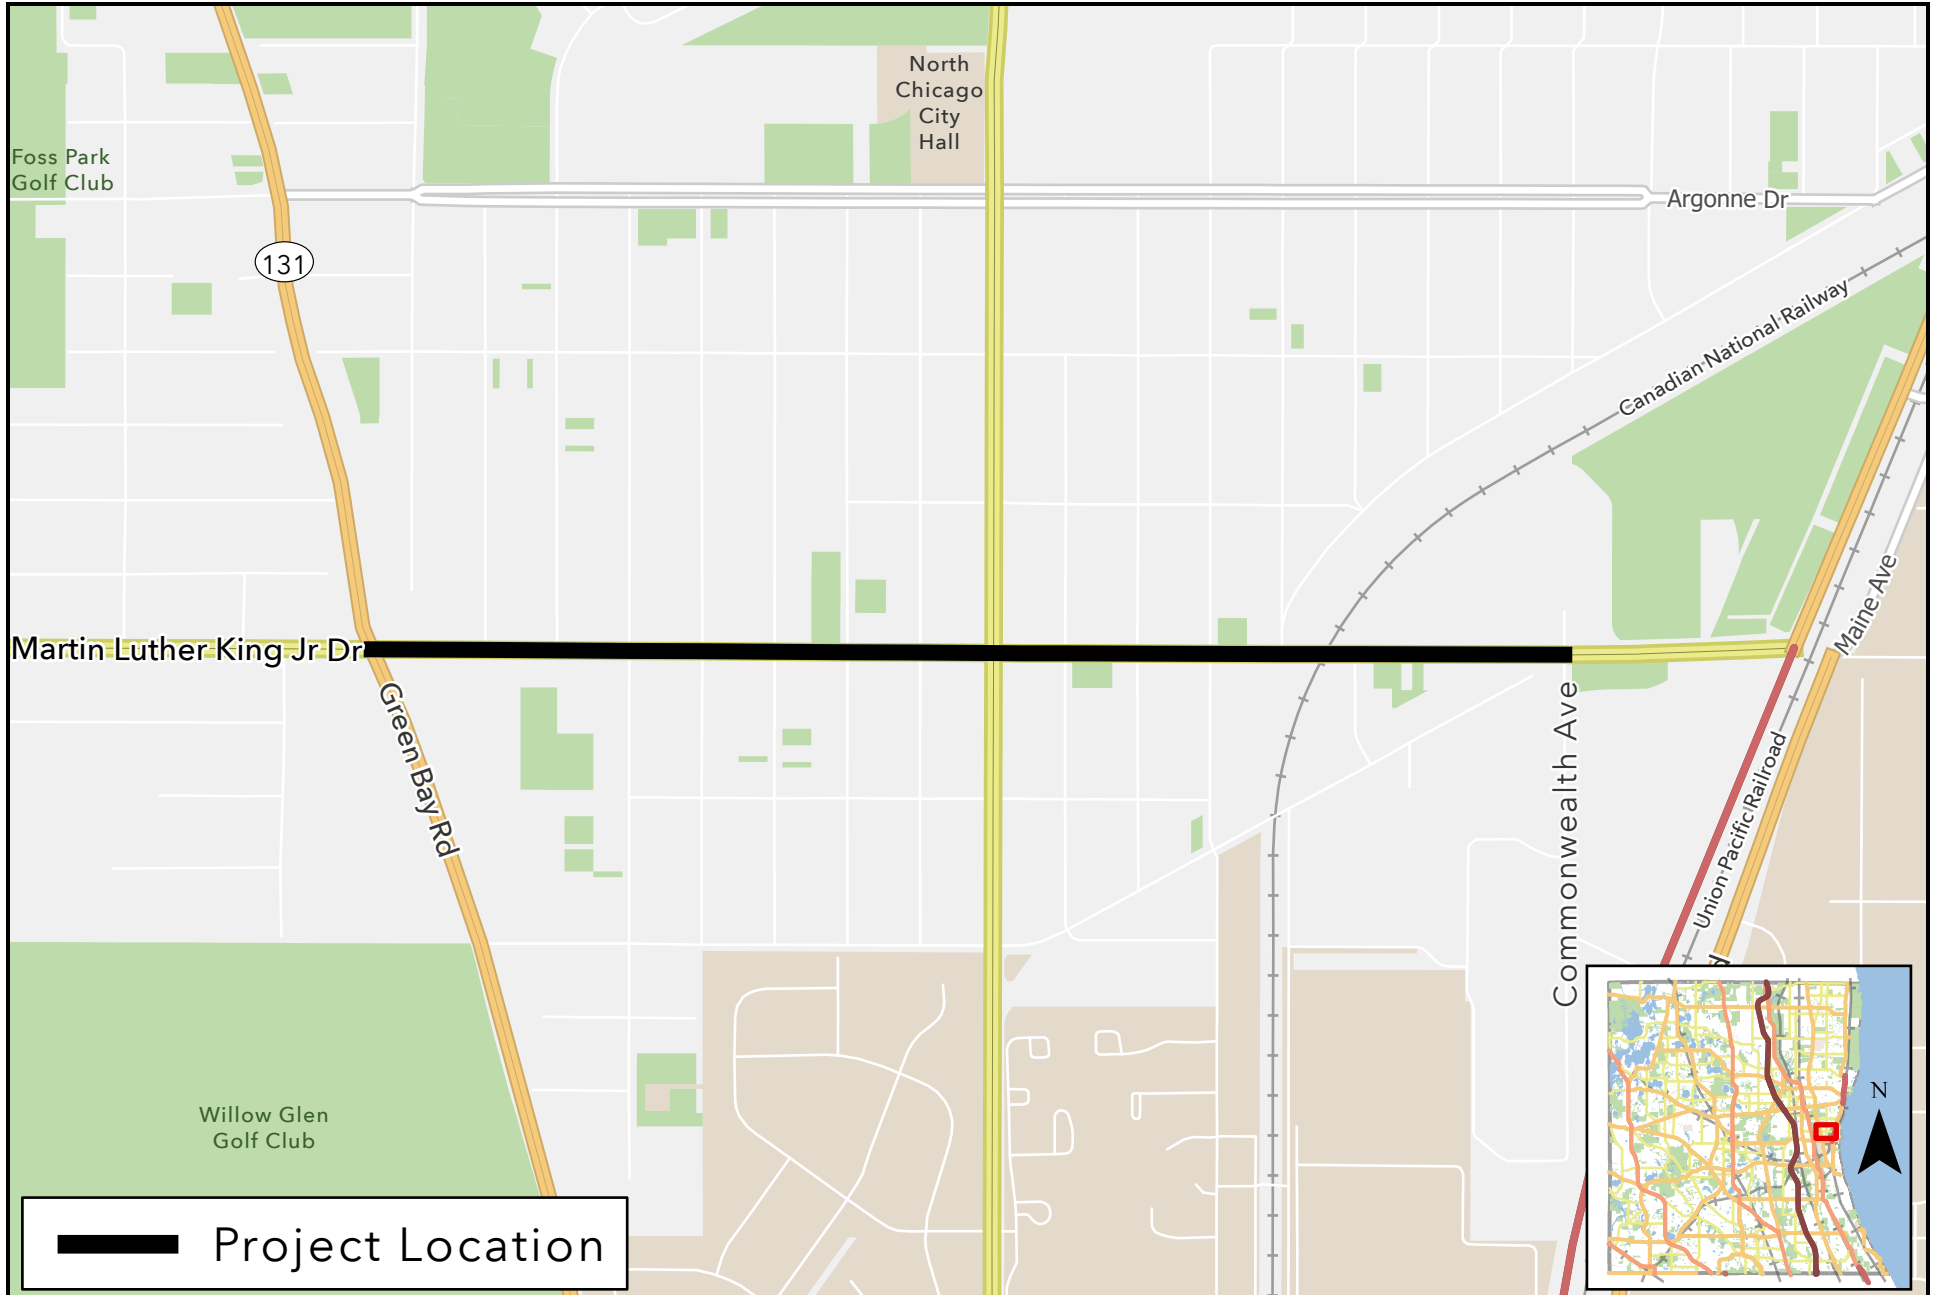 North
Chicago
City
Hall
Foss Park
Golf Club
Argonne Dr
131
Canadian National Railway
Maine Ave
Martin Luther King Jr Dr
Green Bay Rd
Commonwealth Ave
Union Pacific Railroad
d
N
Willow Glen
Golf Club
Project Location